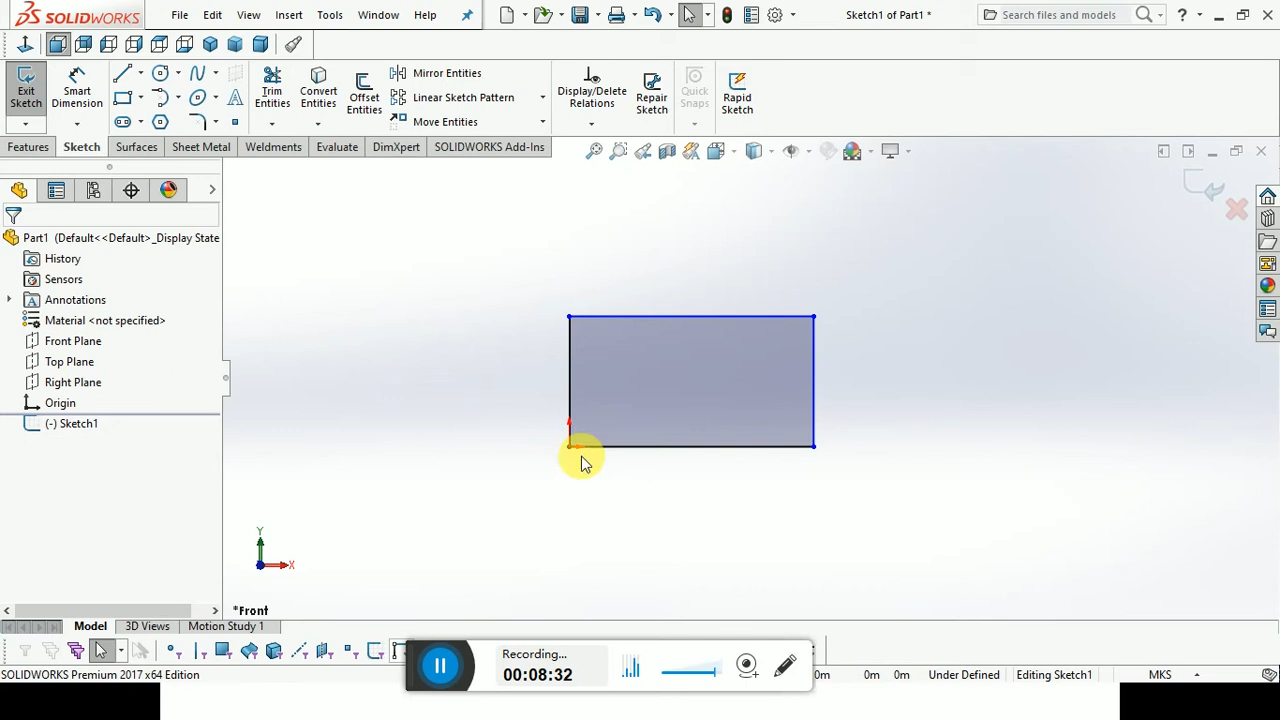 SOLIDWORKS File Edit View Insert Tools Window Help Sketch1 of Part1 * Search files and models ?
Exit Sketch
Smart Dimension
Trim Entities
Convert Entities
Offset Entities
Mirror Entities
Linear Sketch Pattern
Move Entities
Display/Delete Relations
Repair Sketch
Quick Snaps
Rapid Sketch
Features Sketch Surfaces Sheet Metal Weldments Evaluate DimXpert SOLIDWORKS Add-Ins
Part1 (Default<<Default>_Display State
History
Sensors
Annotations
Material <not specified>
Front Plane
Top Plane
Right Plane
Origin
(-) Sketch1
Y
X
*Front
Model 3D Views Motion Study 1
Recording...
00:08:32
SOLIDWORKS Premium 2017 x64 Edition 0m 0m Under Defined Editing Sketch1 MKS